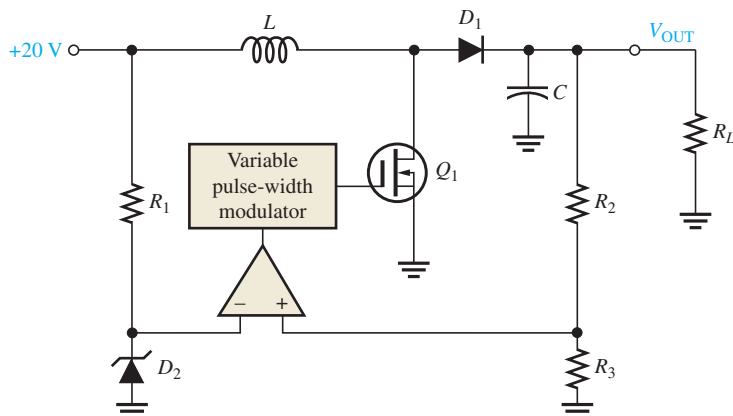 L
D1
VOUT
+20 V
C
RL
Variable
pulse-width
modulator
Q1
R1
R2
– +
D2
R3